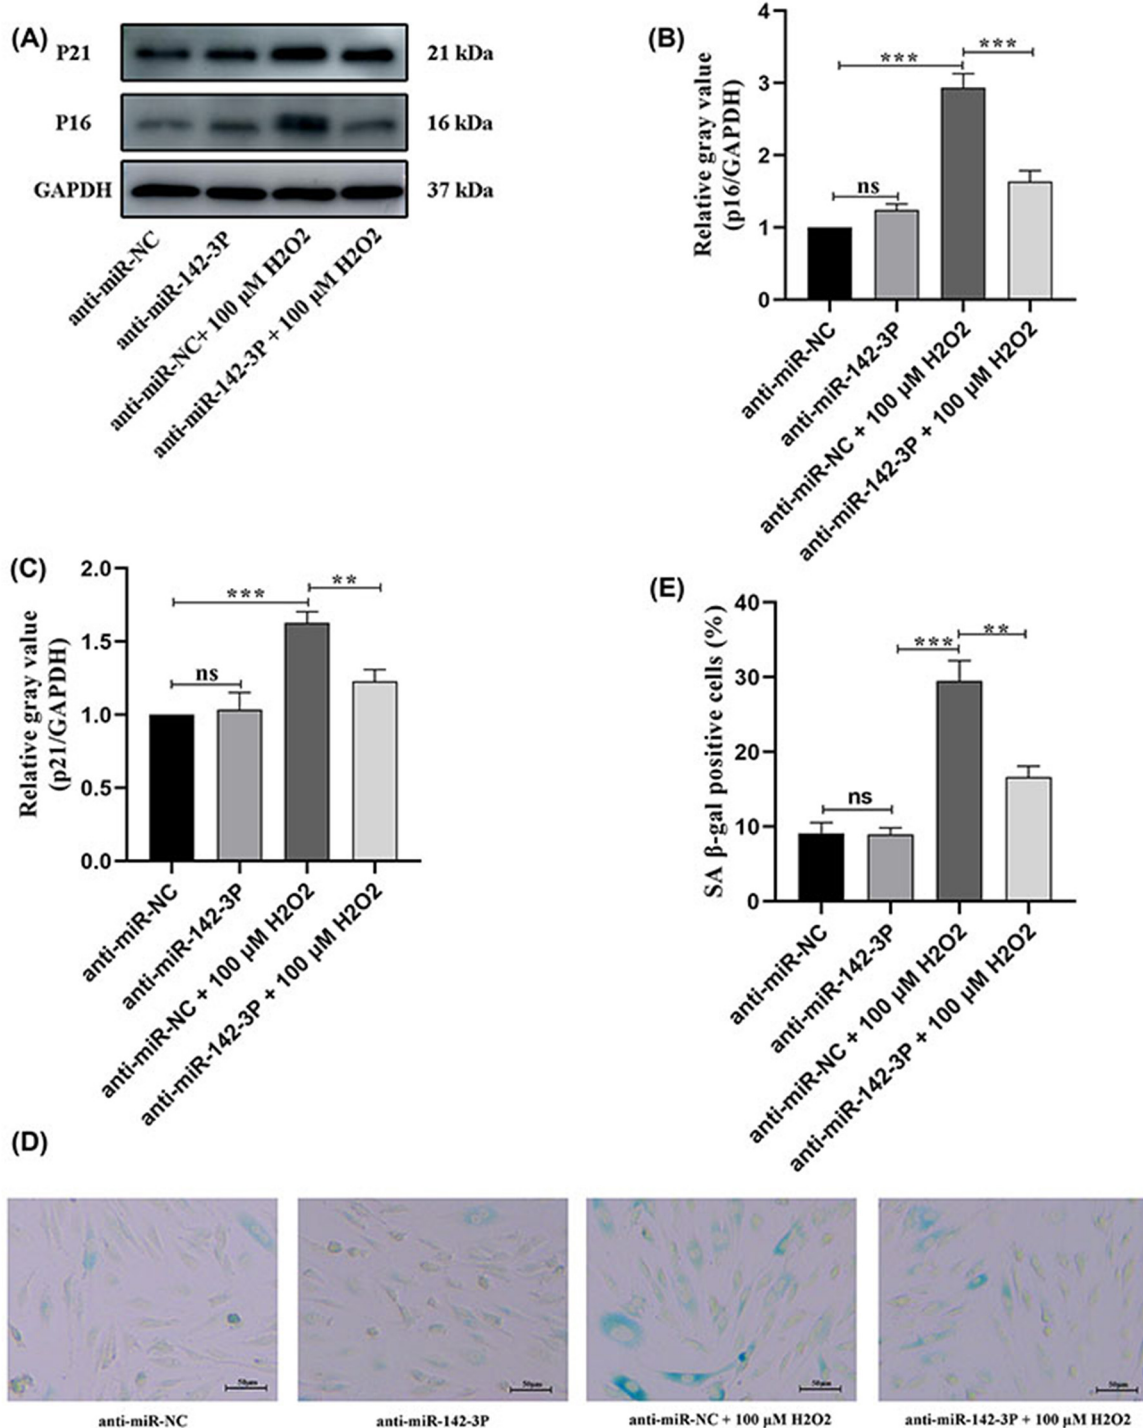 (A)
P21
21 kDa
P16
16 kDa
GAPDH
37 kDa
anti-miR-NC
anti-miR-142-3P
anti-miR-NC+ 100 µM H2O2
anti-miR-142-3P + 100 µM H2O2
(B)
Relative gray value
(p16/GAPDH)
4
3
2
1
0
***
***
ns
anti-miR-NC
anti-miR-142-3P
anti-miR-NC + 100 µM H2O2
anti-miR-142-3P + 100 µM H2O2
(C)
Relative gray value
(p21/GAPDH)
2.0
1.5
1.0
0.5
0.0
***
**
ns
anti-miR-NC
anti-miR-142-3P
anti-miR-NC + 100 µM H2O2
anti-miR-142-3P + 100 µM H2O2
(E)
SA β-gal positive cells (%)
40
30
20
10
0
***
**
ns
anti-miR-NC
anti-miR-142-3P
anti-miR-NC + 100 µM H2O2
anti-miR-142-3P + 100 µM H2O2
(D)
50µm
50µm
50µm
50µm
anti-miR-NC
anti-miR-142-3P
anti-miR-NC + 100 µM H2O2
anti-miR-142-3P + 100 µM H2O2